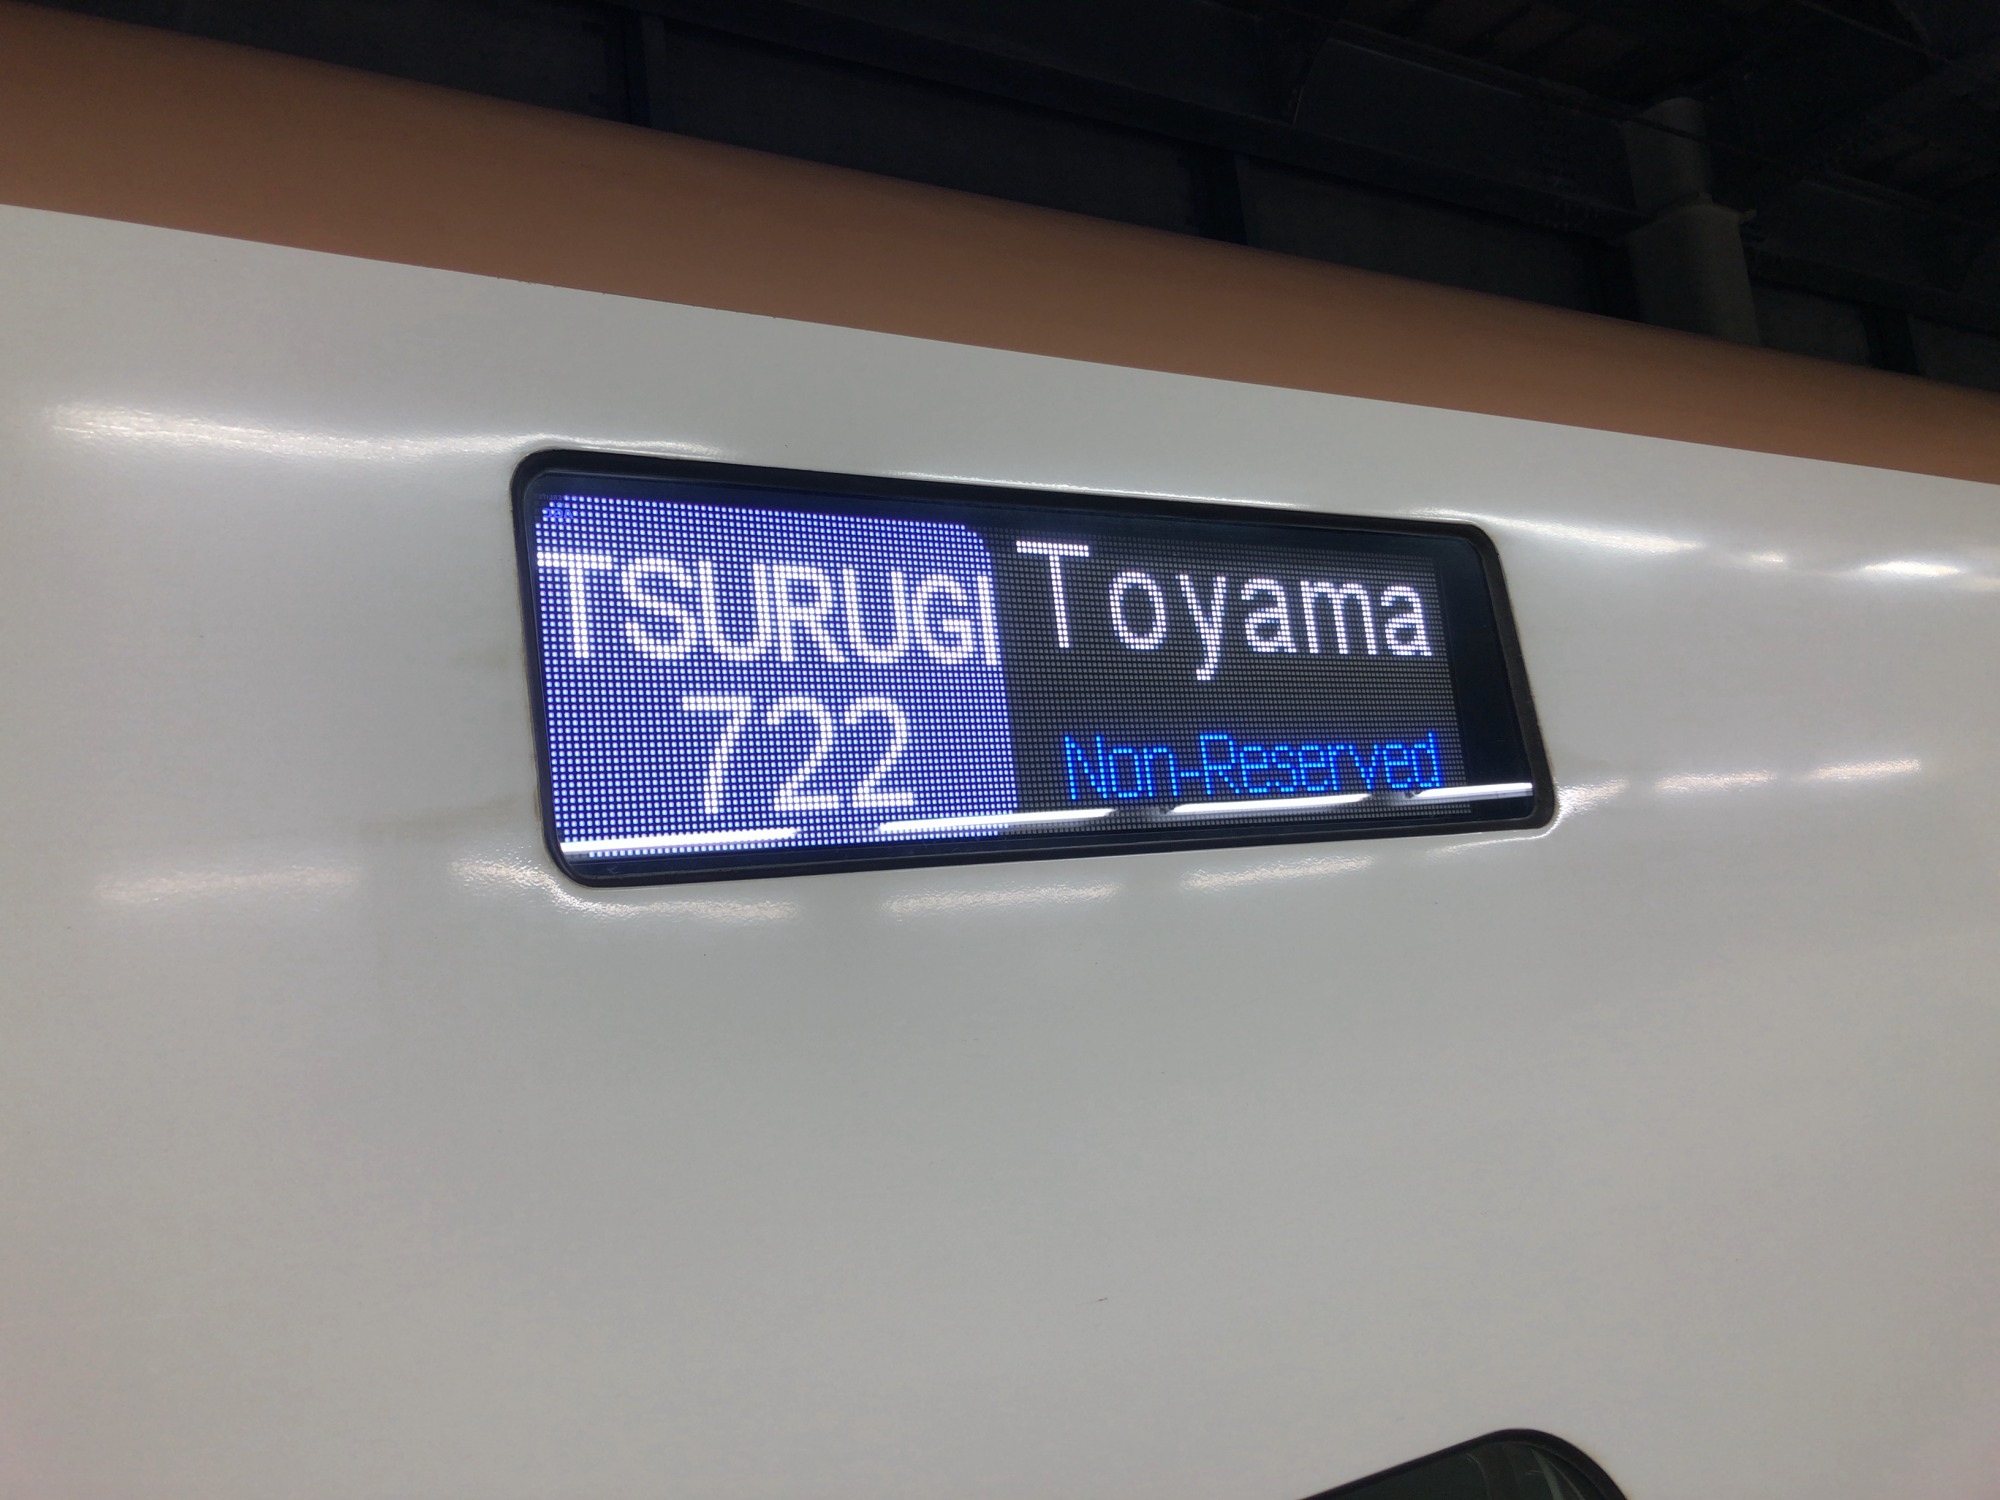 TSURUGI
722
Toyama
Non-Reserved